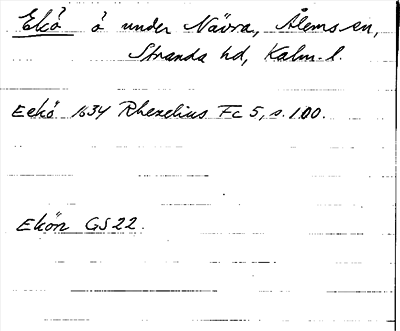 Ekö ö under Nävra, Ålems sn,
Stranda hd, Kalm. l.
Eekö 1634 Rhezelius Fc 5, s. 100.
Ekön GS 22.